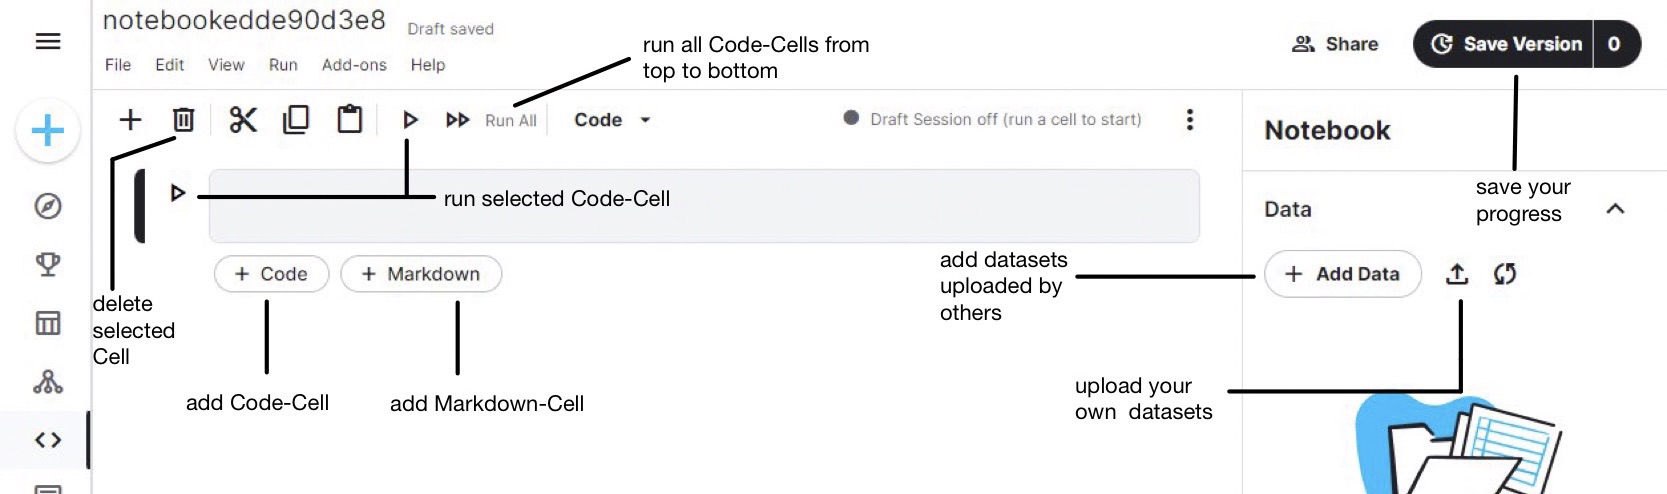 notebookedde90d3e8
Draft saved
File Edit View Run Add-ons Help
run all Code-Cells from
top to bottom
Share
Save Version 0
Run All
Code
Draft Session off (run a cell to start)
Notebook
run selected Code-Cell
save your
progress
Data
+ Code
+ Markdown
add datasets
uploaded by
others
+ Add Data
delete
selected
Cell
add Code-Cell
add Markdown-Cell
upload your
own datasets